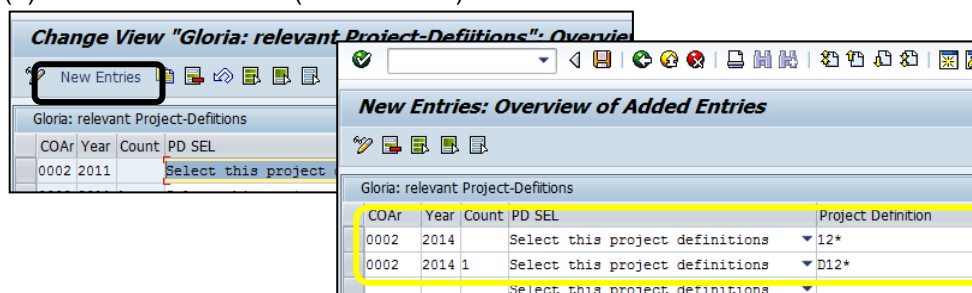 Change View "Gloria: relevant Project-Defiitions": Overvie
New Entries
Gloria: relevant Project-Defiitions
COAr Year Count PD SEL
0002 2011 Select this project
New Entries: Overview of Added Entries
Gloria: relevant Project-Defiitions
COAr Year Count PD SEL Project Definition
0002 2014 Select this project definitions 12*
0002 2014 1 Select this project definitions D12*
Select this project definitions